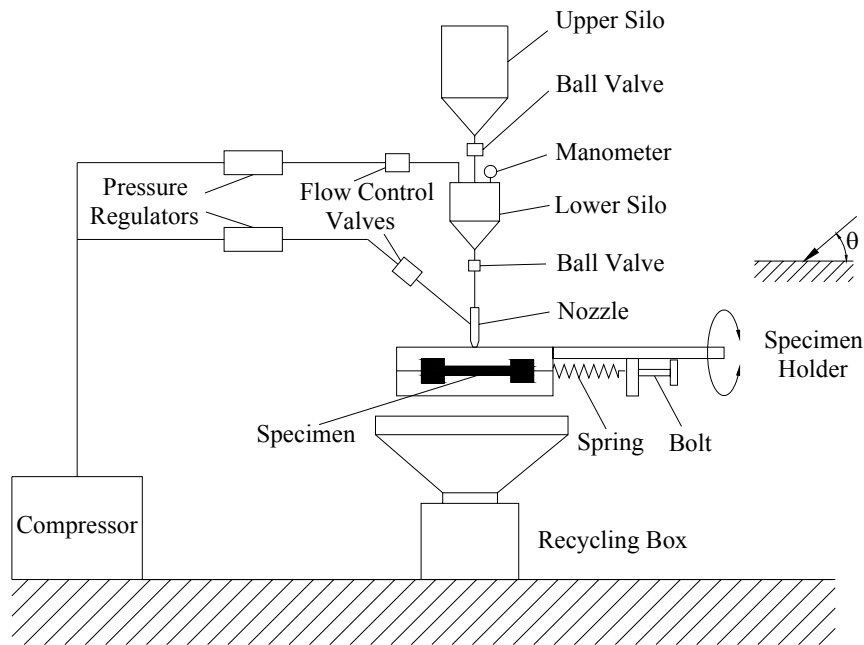 Upper Silo
Ball Valve
Manometer
Pressure
Regulators
Flow Control
Valves
Lower Silo
θ
Ball Valve
Nozzle
Specimen
Holder
Specimen
Spring
Bolt
Compressor
Recycling Box